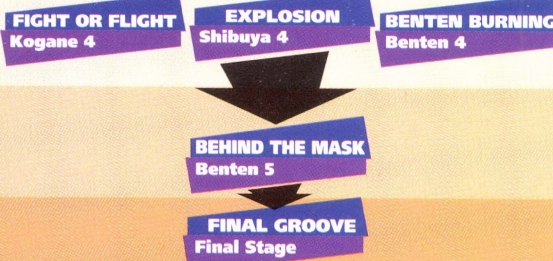 FIGHT OR FLIGHT
Kogane 4
EXPLOSION
Shibuya 4
BENTEN BURNING
Benten 4
BEHIND THE MASK
Benten 5
FINAL GROOVE
Final Stage